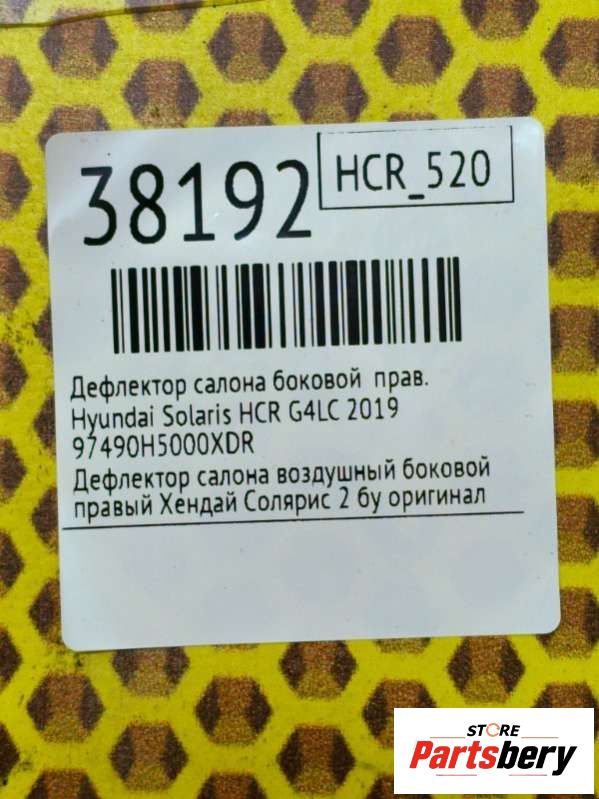 38192
HCR_520
Дефлектор салона боковой прав.
Hyundai Solaris HCR G4LC 2019
97490H5000XDR
Дефлектор салона воздушный боковой
правый Хендай Солярис 2 бу оригинал
STORE
Partsbery